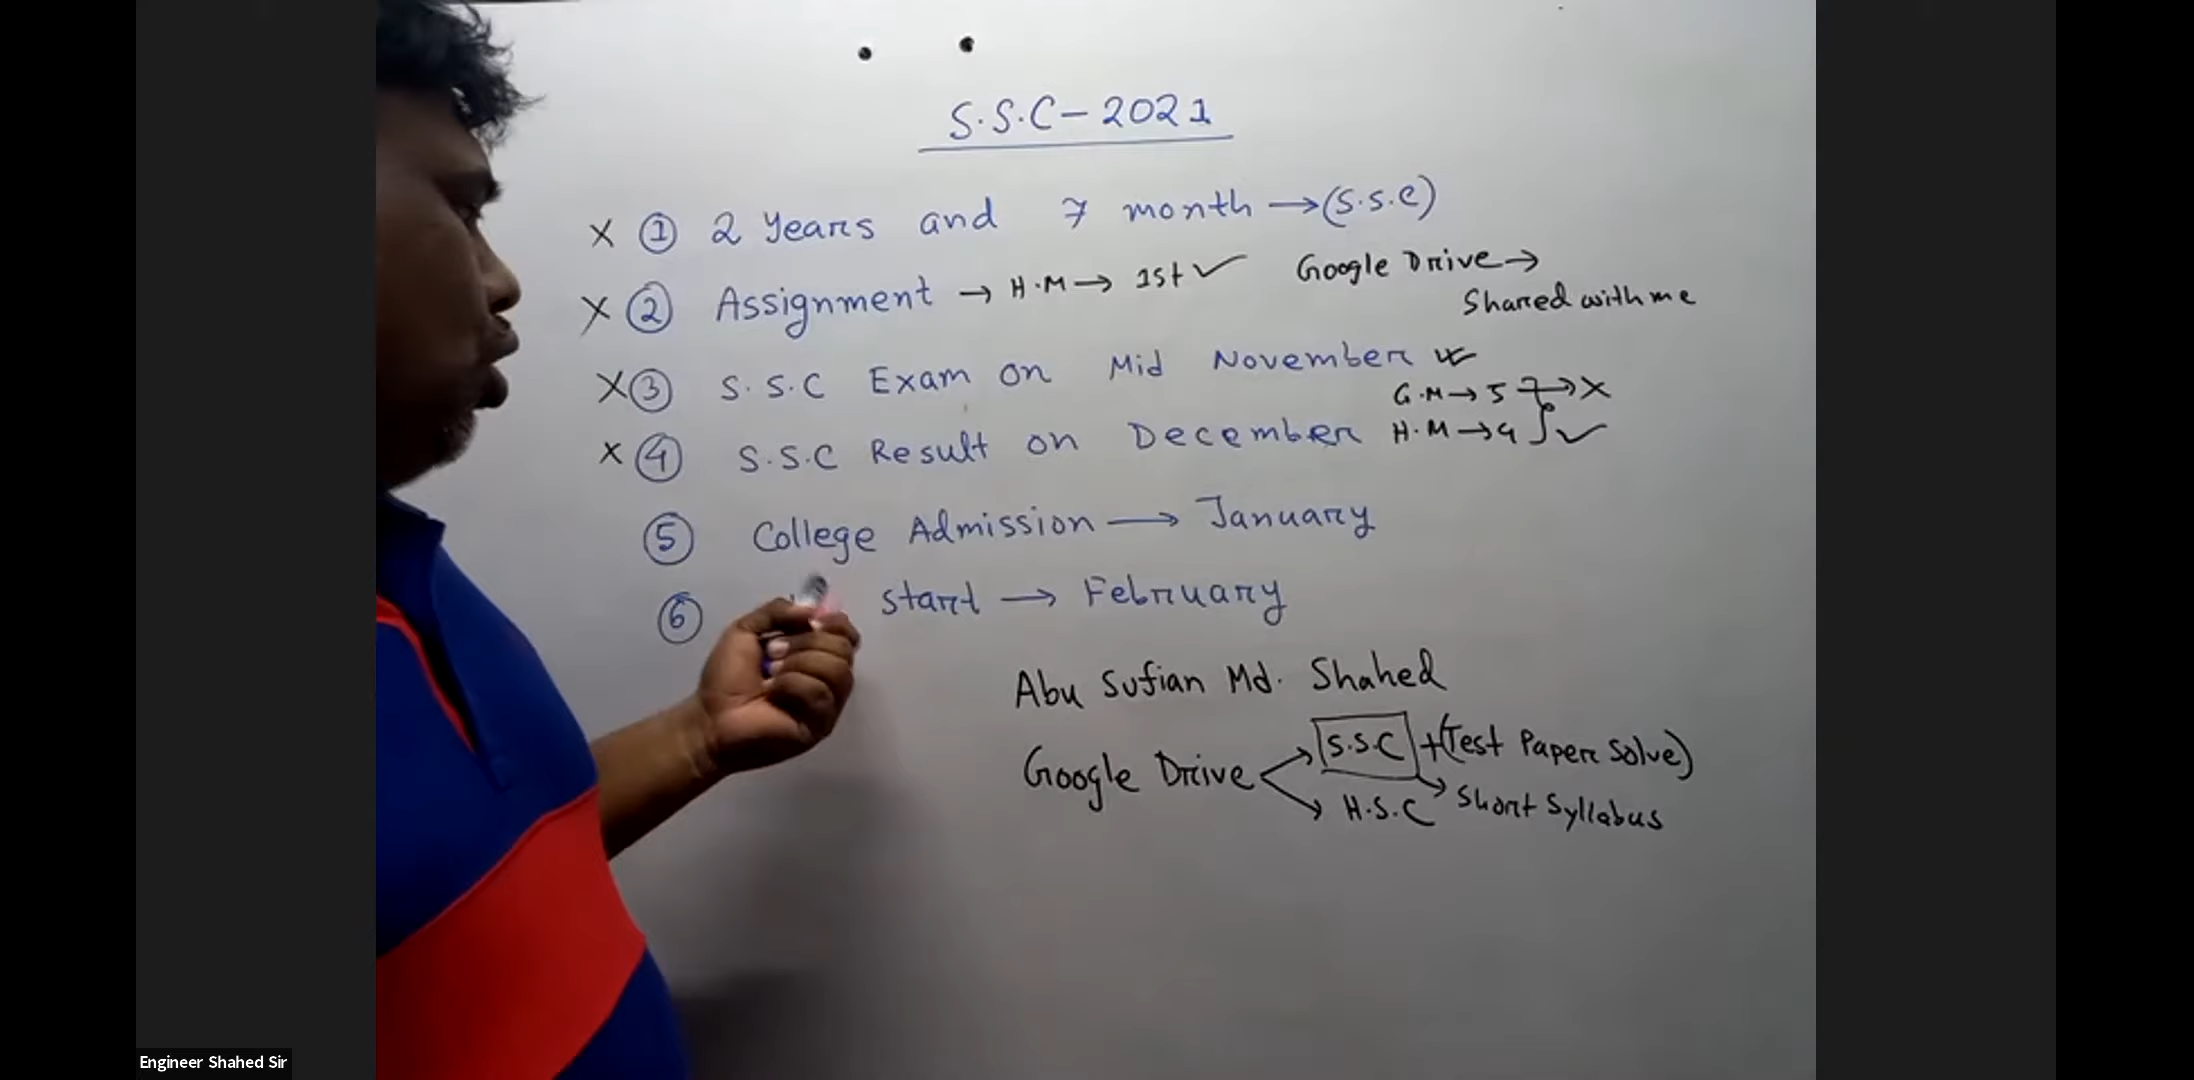 S.S.C-2021
X ① 2 Years and 7 month → (S.S.C)
X ② Assignment → H.M → 1st ✓ Google Drive →
Shared with me
X ③ S.S.C Exam on Mid November
G.M → 5 → X
X ④ S.S.C Result on December H.M → 4 ✓
⑤ College Admission → January
⑥ start → February
Abu Sufian Md. Shahed
Google Drive → S.S.C + (Test Paper Solve)
→ H.S.C → Short Syllabus
Engineer Shahed Sir